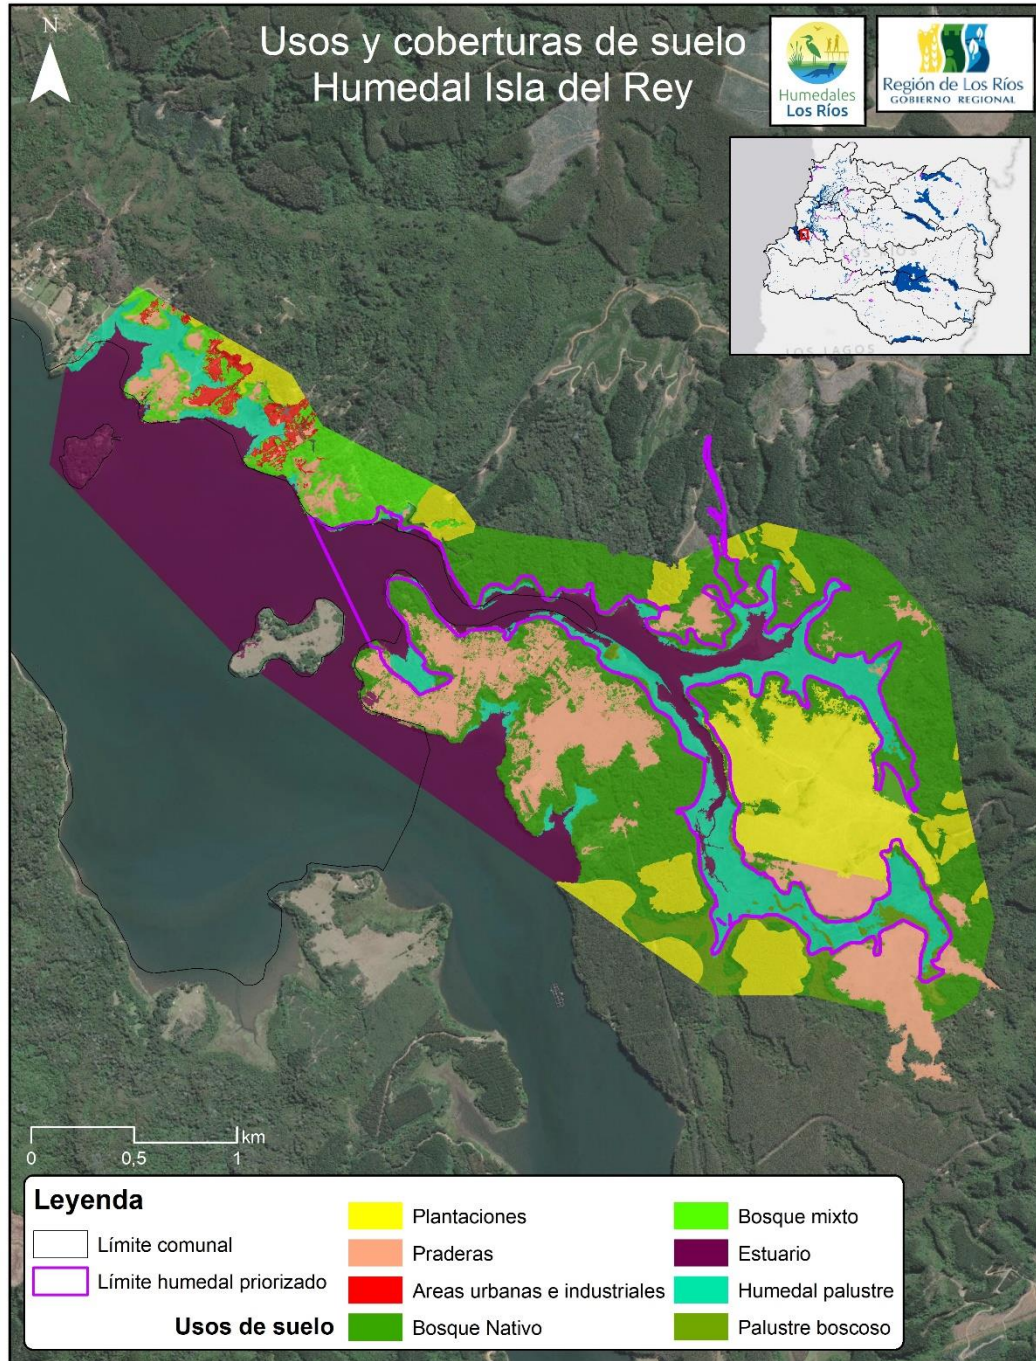 N
Usos y coberturas de suelo
Humedal Isla del Rey
Humedales
Los Ríos
Región de Los Ríos
GOBIERNO REGIONAL
LOS LAGOS
km
0 0,5 1
Leyenda
Límite comunal
Límite humedal priorizado
Usos de suelo
Plantaciones
Praderas
Areas urbanas e industriales
Bosque Nativo
Bosque mixto
Estuario
Humedal palustre
Palustre boscoso